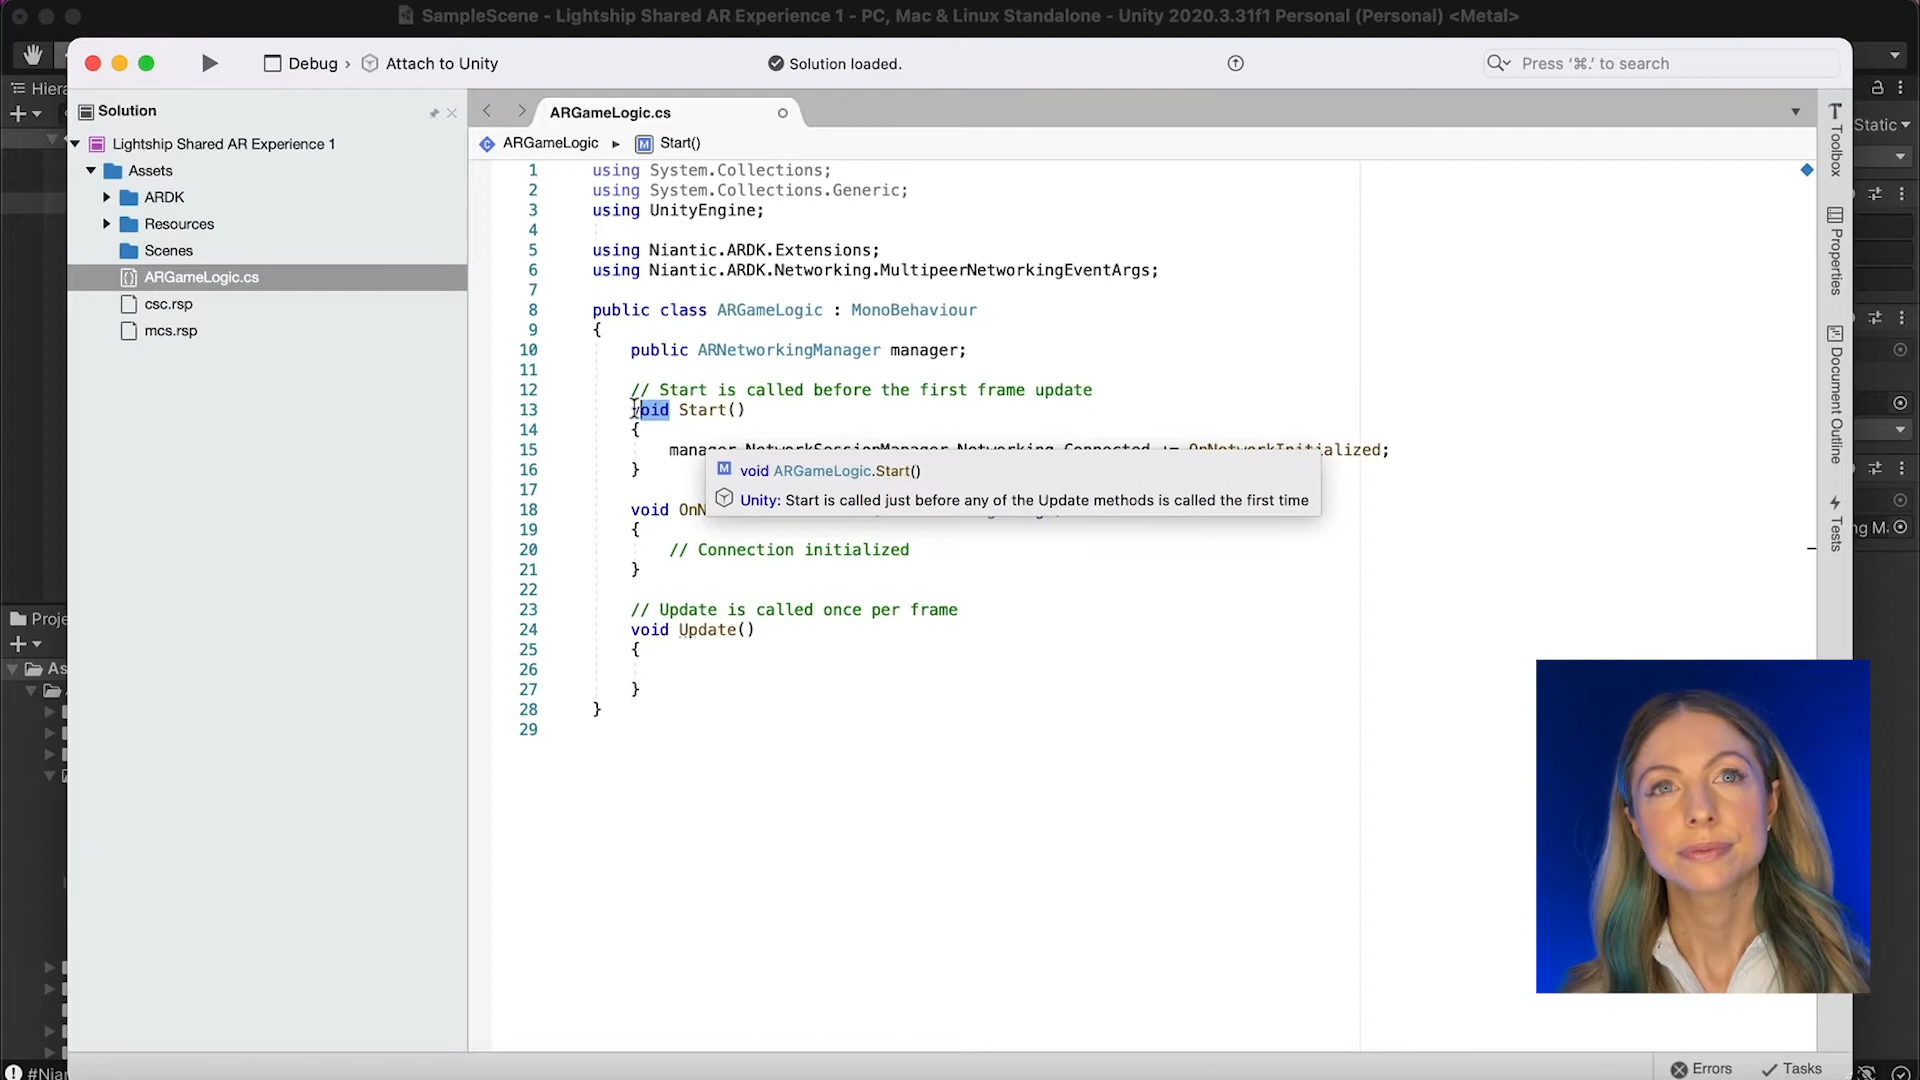 SampleScene - Lightship Shared AR Experience 1 - PC, Mac & Linux Standalone - Unity 2020.3.31f1 Personal (Personal) <Metal>
Debug › Attach to Unity
Solution loaded.
Press ‘⌘.’ to search
Hiera
Static
Solution
Lightship Shared AR Experience 1
Assets
ARDK
Resources
Scenes
ARGameLogic.cs
csc.rsp
mcs.rsp
ARGameLogic.cs
ARGameLogic ▸ M Start()
1 using System.Collections;
2 using System.Collections.Generic;
3 using UnityEngine;
4
5 using Niantic.ARDK.Extensions;
6 using Niantic.ARDK.Networking.MultipeerNetworkingEventArgs;
7
8 public class ARGameLogic : MonoBehaviour
9 {
10 public ARNetworkingManager manager;
11
12 // Start is called before the first frame update
13 void Start()
14 {
15 manager.NetworkSessionManager.Networking.Connected += OnNetworkInitialized;
16 }
17
18 void OnN
19 {
20 // Connection initialized
21 }
22
23 // Update is called once per frame
24 void Update()
25 {
26
27 }
28 }
29
M void ARGameLogic.Start()
Unity: Start is called just before any of the Update methods is called the first time
Toolbox
Properties
Document Outline
Tests
ng M
Proje
As
#Nian
Errors
Tasks